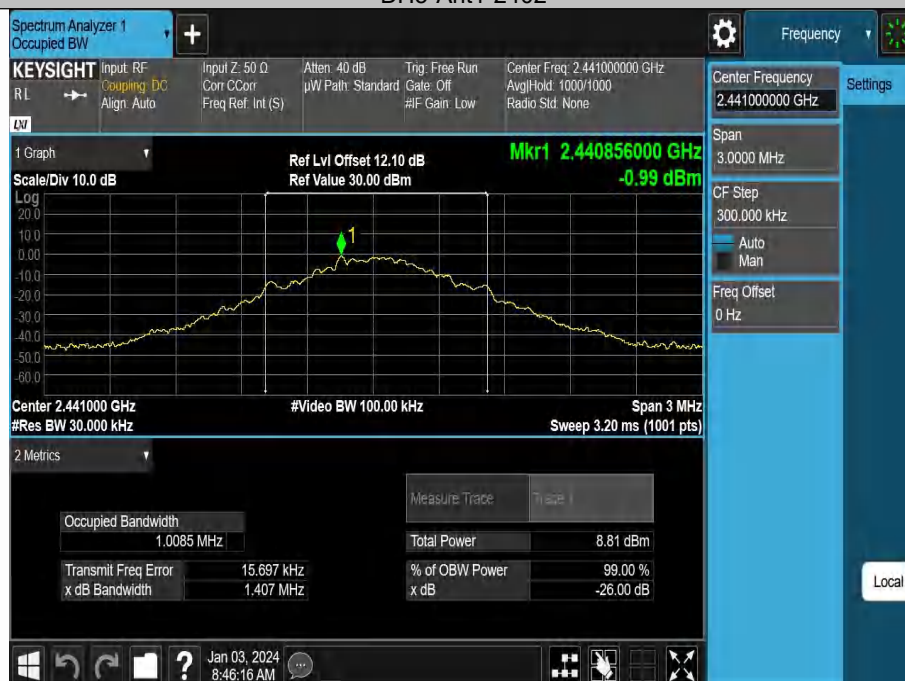 Spectrum Analyzer 1
Occupied BW
Frequency
KEYSIGHT
RL
LXI
Input: RF
Coupling: DC
Align: Auto
Input Z: 50 Ω
Corr CCorr
Freq Ref: Int (S)
Atten: 40 dB
µW Path: Standard
Trig: Free Run
Gate: Off
#IF Gain: Low
Center Freq: 2.441000000 GHz
Avg|Hold: 1000/1000
Radio Std: None
Center Frequency
2.441000000 GHz
Settings
Span
3.0000 MHz
CF Step
300.000 kHz
Auto
Man
Freq Offset
0 Hz
1 Graph
Scale/Div 10.0 dB
Ref Lvl Offset 12.10 dB
Ref Value 30.00 dBm
Mkr1 2.440856000 GHz
-0.99 dBm
Log
20.0
10.0
0.00
-10.0
-20.0
-30.0
-40.0
-50.0
-60.0
1
Center 2.441000 GHz
#Res BW 30.000 kHz
#Video BW 100.00 kHz
Span 3 MHz
Sweep 3.20 ms (1001 pts)
2 Metrics
Measure Trace Trace 1
Occupied Bandwidth
1.0085 MHz
Total Power 8.81 dBm
Transmit Freq Error 15.697 kHz
% of OBW Power 99.00 %
x dB Bandwidth 1.407 MHz
x dB -26.00 dB
Local
?
Jan 03, 2024
8:46:16 AM